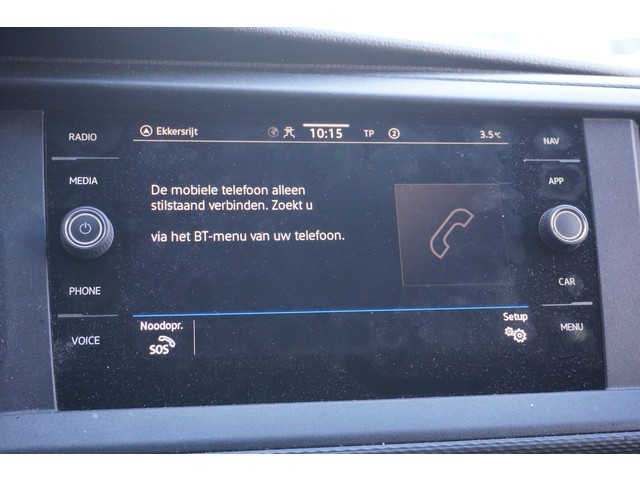 RADIO
MEDIA
PHONE
VOICE
Ekkersrijt
10:15
TP
2
3.5°C
De mobiele telefoon alleen
stilstaand verbinden. Zoekt u
via het BT-menu van uw telefoon.
Noodopr.
SOS
Setup
NAV
APP
CAR
MENU